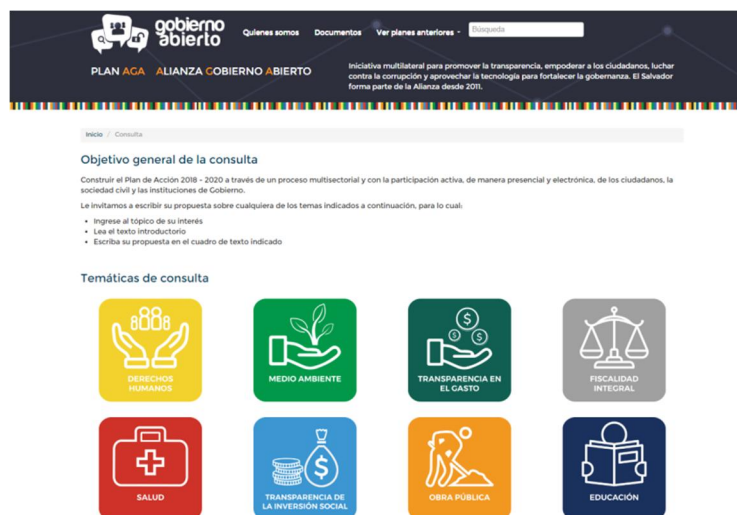 gobierno
abierto
Quienes somos
Documentos
Ver planes anteriores
Búsqueda
PLAN AGA ALIANZA GOBIERNO ABIERTO
Iniciativa multilateral para promover la transparencia, empoderar a los ciudadanos, luchar
contra la corrupción y aprovechar la tecnología para fortalecer la gobernanza. El Salvador
forma parte de la Alianza desde 2011.
Inicio / Consulta
Objetivo general de la consulta
Construir el Plan de Acción 2018 - 2020 a través de un proceso multisectorial y con la participación activa, de manera presencial y electrónica, de los ciudadanos, la
sociedad civil y las instituciones de Gobierno.
Le invitamos a escribir su propuesta sobre cualquiera de los temas indicados a continuación, para lo cual:
• Ingrese al tópico de su interés
• Lea el texto introductorio
• Escriba su propuesta en el cuadro de texto indicado
Temáticas de consulta
DERECHOS
HUMANOS
MEDIO AMBIENTE
TRANSPARENCIA EN
EL GASTO
FISCALIDAD
INTEGRAL
SALUD
TRANSPARENCIA DE
LA INVERSIÓN SOCIAL
OBRA PÚBLICA
EDUCACIÓN